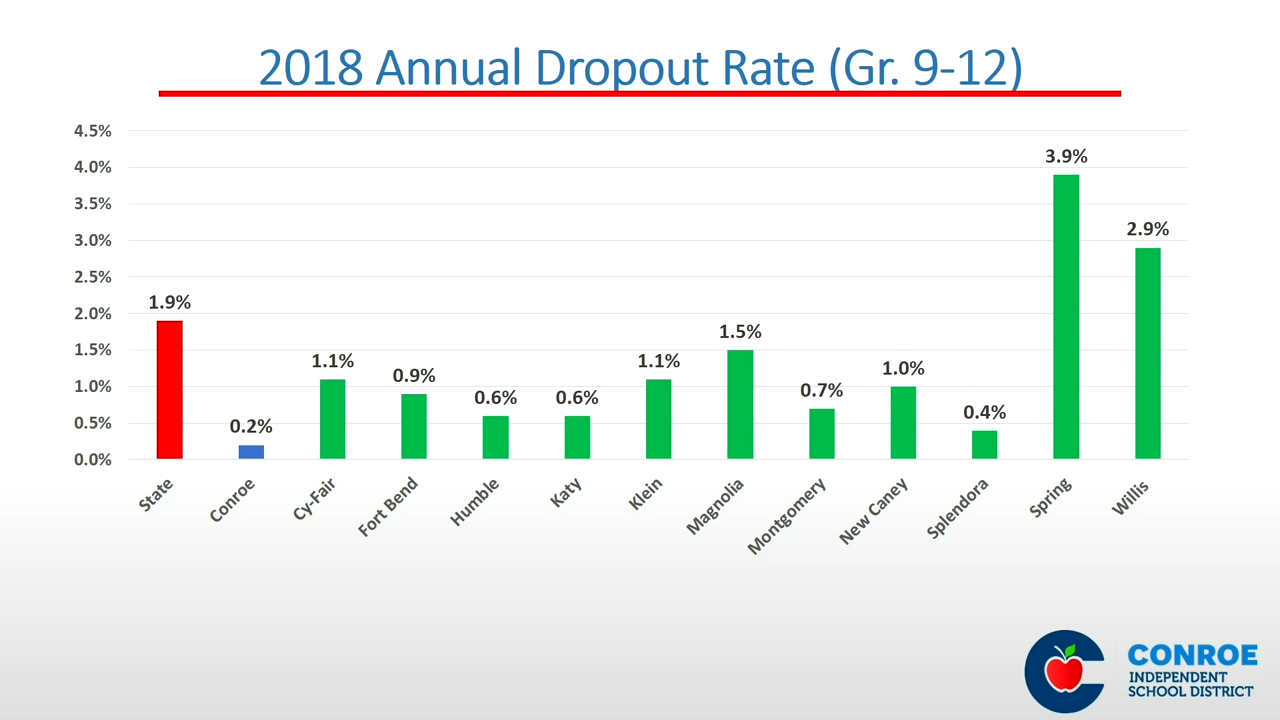 2018 Annual Dropout Rate (Gr. 9-12)
4.5%
4.0%
3.5%
3.0%
2.5%
2.0%
1.5%
1.0%
0.5%
0.0%
1.9%
0.2%
1.1%
0.9%
0.6%
0.6%
1.1%
1.5%
0.7%
1.0%
0.4%
3.9%
2.9%
State
Conroe
Cy-Fair
Fort Bend
Humble
Katy
Klein
Magnolia
Montgomery
New Caney
Splendora
Spring
Willis
CONROE
INDEPENDENT
SCHOOL DISTRICT